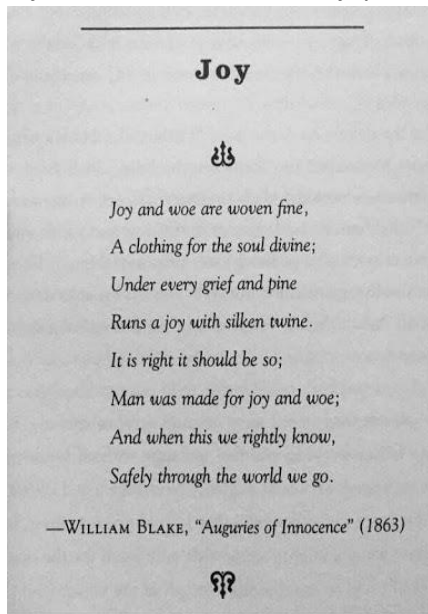 Joy
Joy and woe are woven fine,
A clothing for the soul divine;
Under every grief and pine
Runs a joy with silken twine.
It is right it should be so;
Man was made for joy and woe;
And when this we rightly know,
Safely through the world we go.
—WILLIAM BLAKE, "Auguries of Innocence" (1863)